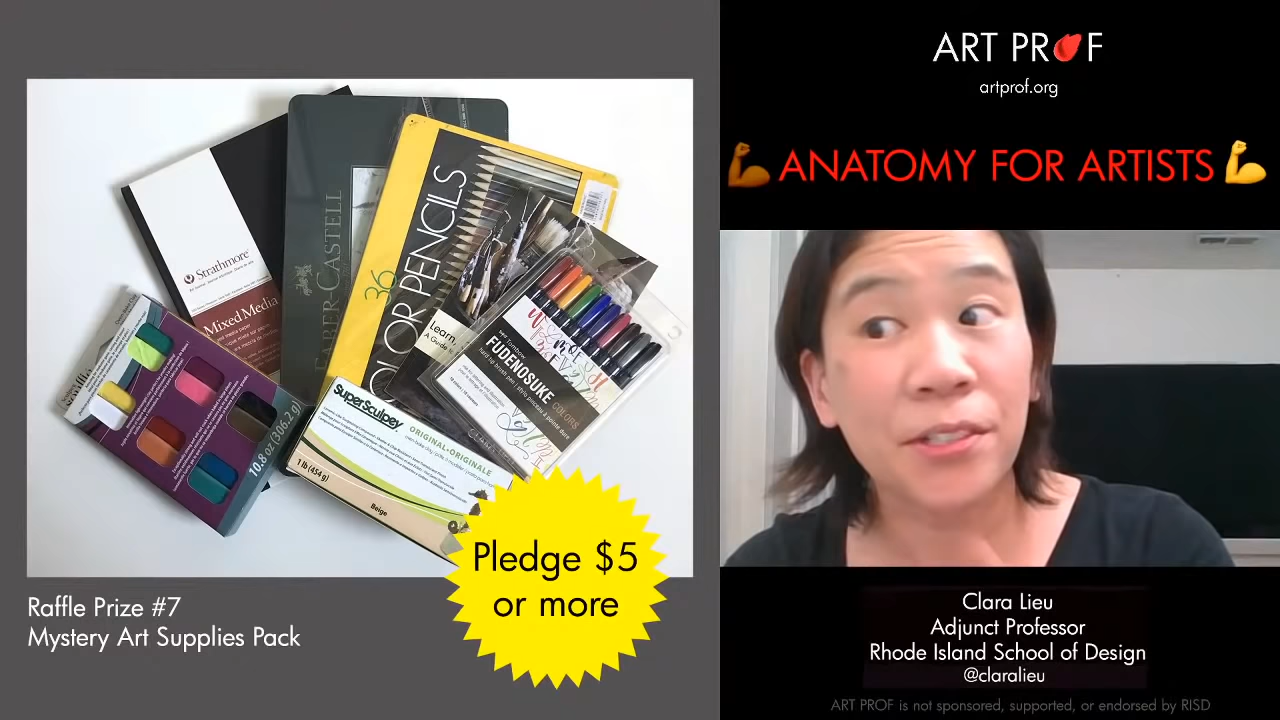 ART PROF
artprof.org
💪ANATOMY FOR ARTISTS💪
Strathmore
Mixed Media
FABER-CASTELL
36
COLOR PENCILS
Learn,
A Guide to
FUDENOSUKE
COLORS
SuperSculpey
ORIGINAL•ORIGINALE
1 lb (454 g)
Beige
10.8 oz (306.2 g)
Pledge $5
or more
Raffle Prize #7
Mystery Art Supplies Pack
Clara Lieu
Adjunct Professor
Rhode Island School of Design
@claralieu
ART PROF is not sponsored, supported, or endorsed by RISD